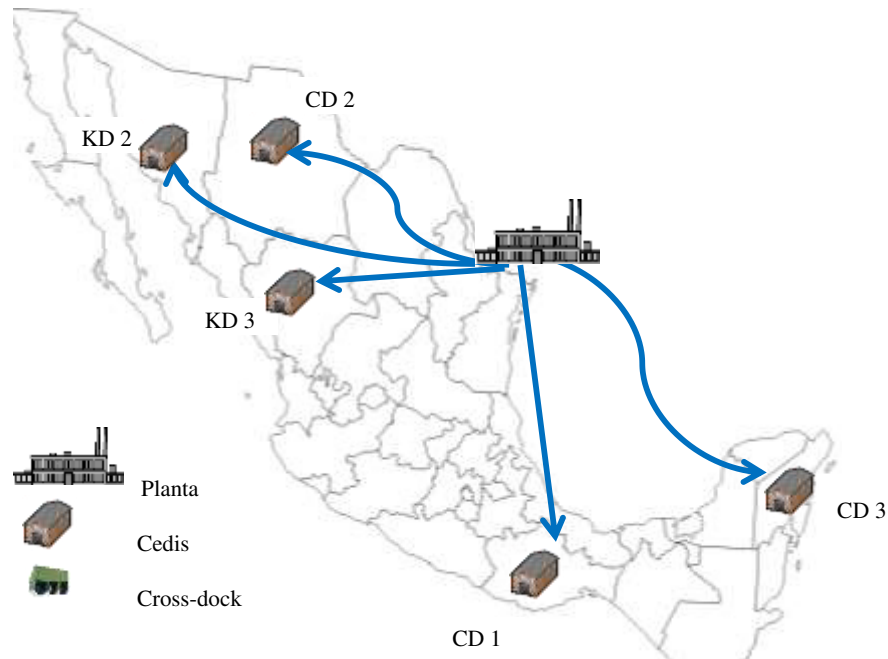 CD 2
KD 2
KD 3
Planta
CD 3
Cedis
Cross-dock
CD 1